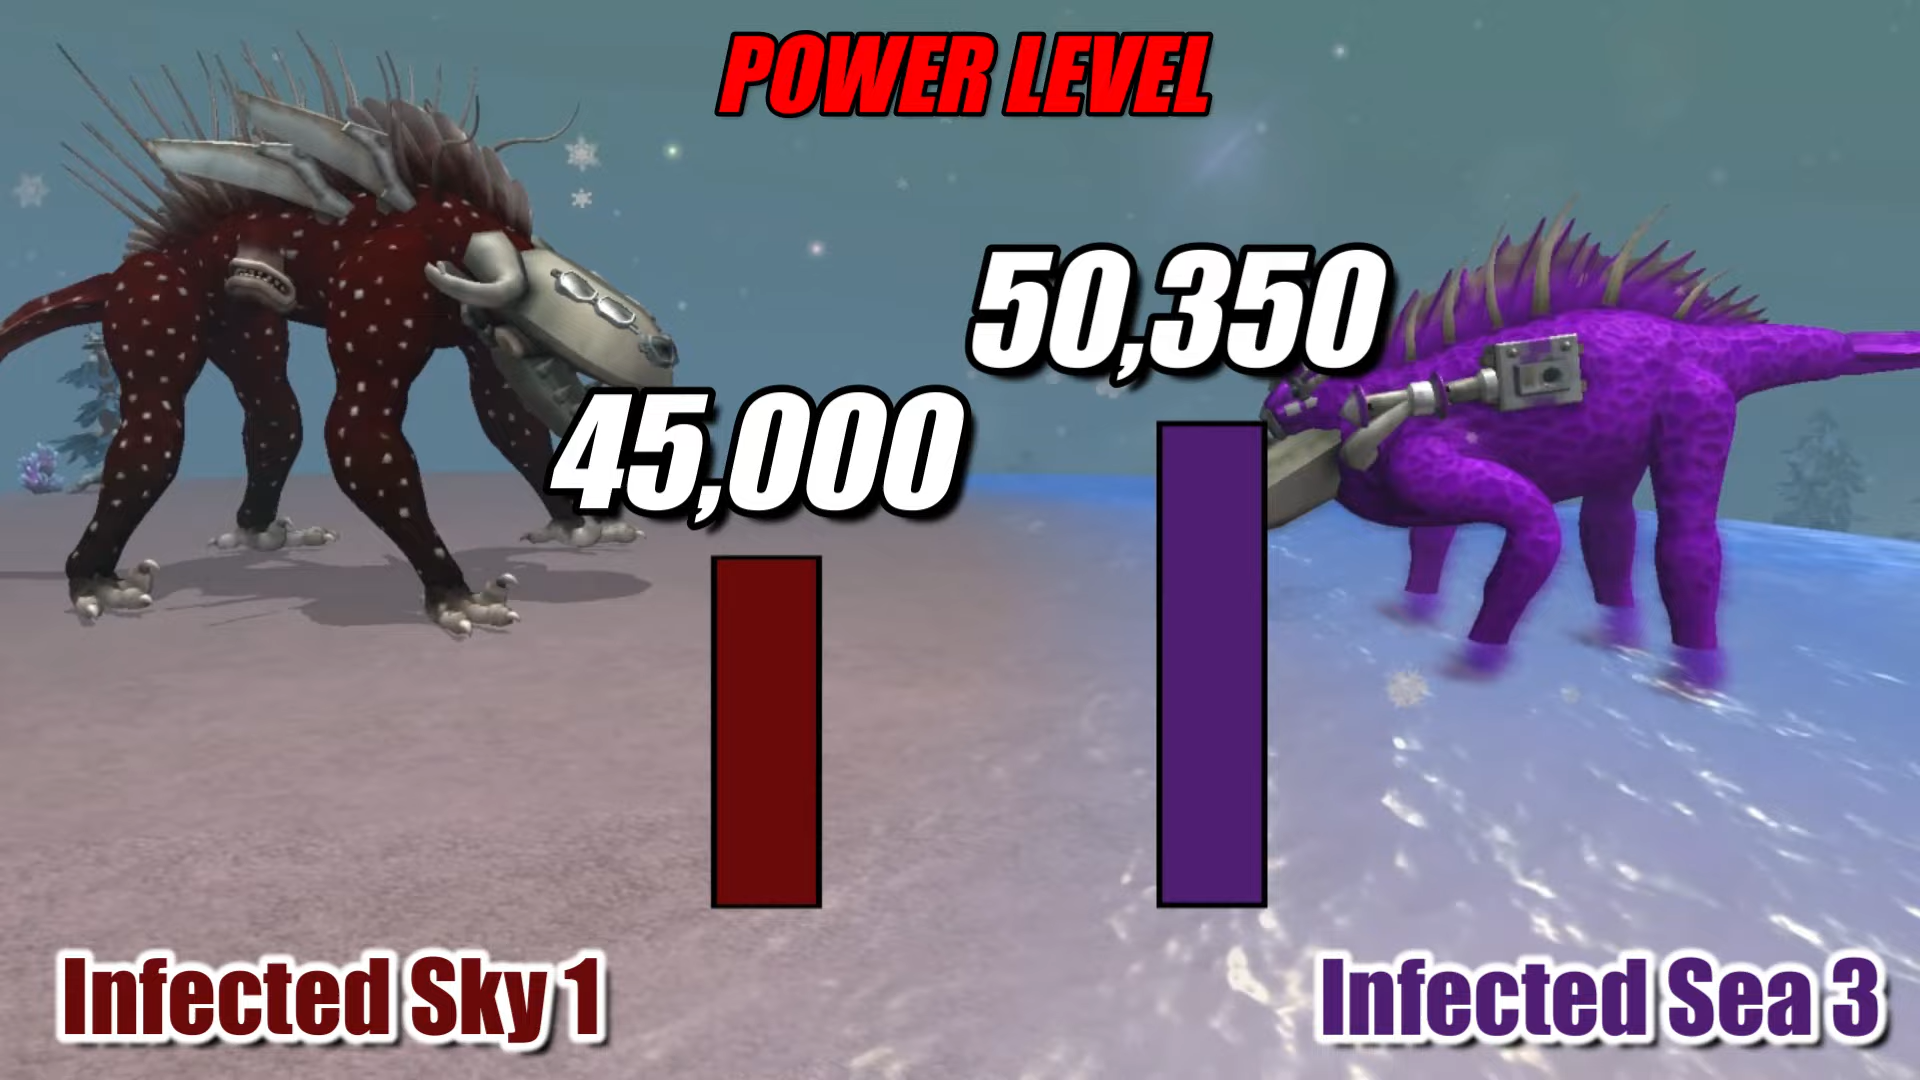 POWER LEVEL
50,350
45,000
Infected Sky 1
Infected Sea 3